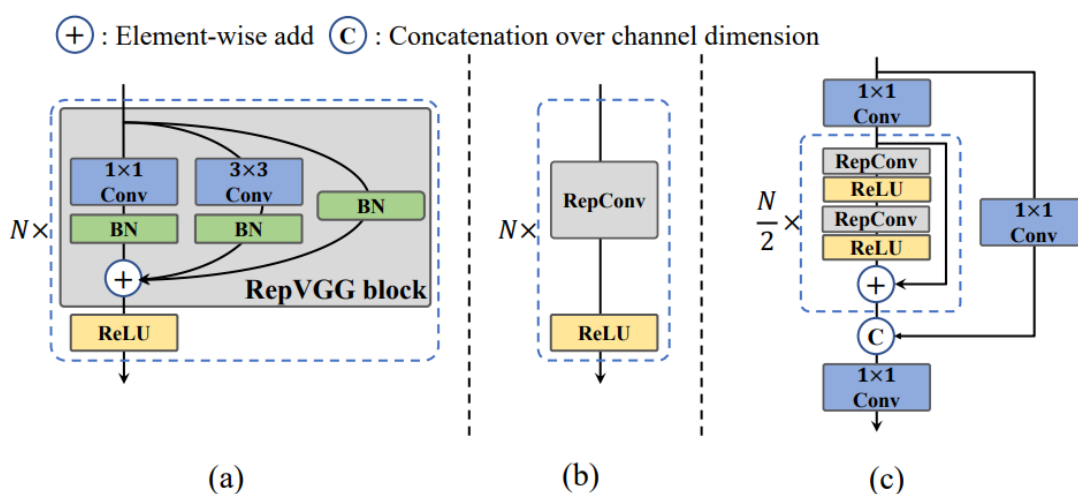 + : Element-wise add C : Concatenation over channel dimension
N×
1×1
Conv
BN
3×3
Conv
BN
BN
+
RepVGG block
ReLU
(a)
N×
RepConv
ReLU
(b)
1×1
Conv
N/2 ×
RepConv
ReLU
RepConv
ReLU
+
C
1×1
Conv
1×1
Conv
(c)